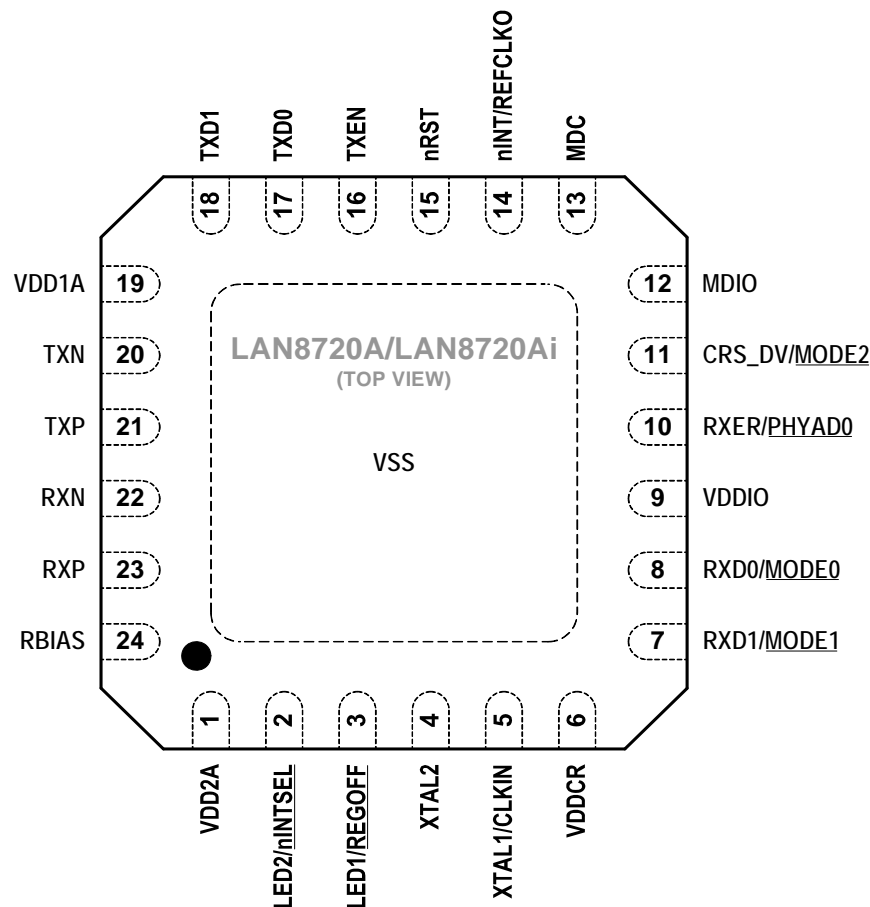 TXD1
TXD0
TXEN
nRST
nINT/REFCLKO
MDC
18
17
16
15
14
13
VDD1A 19
12 MDIO
TXN 20
11 CRS_DV/MODE2
TXP 21
10 RXER/PHYAD0
RXN 22
9 VDDIO
RXP 23
8 RXD0/MODE0
RBIAS 24
7 RXD1/MODE1
LAN8720A/LAN8720Ai
(TOP VIEW)
VSS
1
2
3
4
5
6
VDD2A
LED2/nINTSEL
LED1/REGOFF
XTAL2
XTAL1/CLKIN
VDDCR